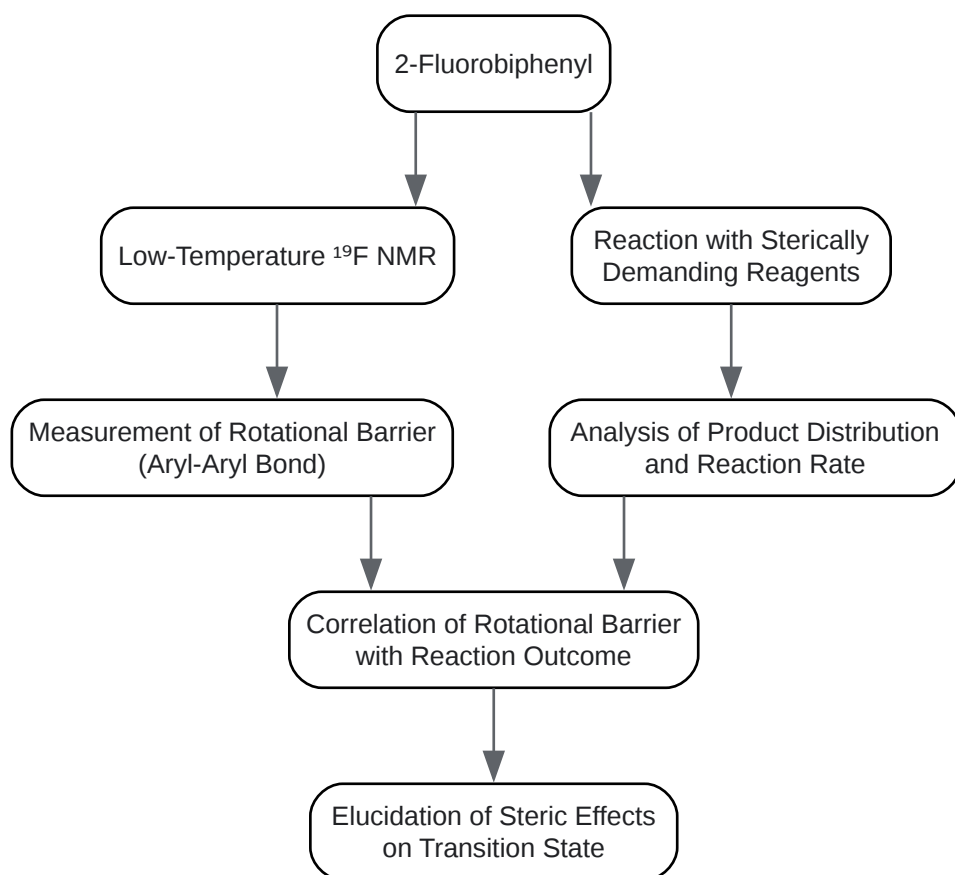 2-Fluorobiphenyl
Low-Temperature ¹⁹F NMR
Reaction with Sterically
Demanding Reagents
Measurement of Rotational Barrier
(Aryl-Aryl Bond)
Analysis of Product Distribution
and Reaction Rate
Correlation of Rotational Barrier
with Reaction Outcome
Elucidation of Steric Effects
on Transition State